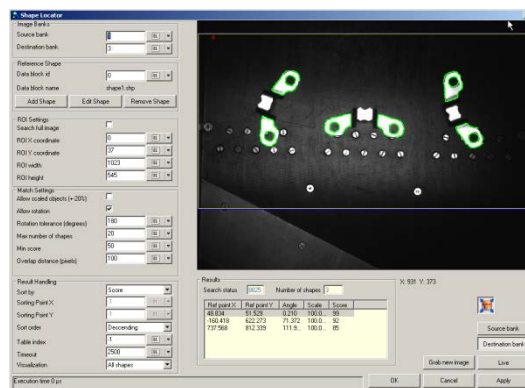 Shape Locator
Image Banks
Source bank
Destination bank 3
Reference Shape
Data block id 0
Data block name shape1.shp
Add Shape Edit Shape Remove Shape
ROI Settings
Search full image
ROI X coordinate 0
ROI Y coordinate 37
ROI width 1023
ROI height 545
Match Settings
Allow scaled objects (+-20%)
Allow rotation
Rotation tolerance (degrees) 180
Max number of shapes 20
Min score 50
Overlap distance (pixels) 100
Result Handling
Sort by Score
Sorting Point X -1
Sorting Point Y -1
Sort order Descending
Table index -1
Timeout 2500
Visualization All shapes
Execution time 0 µs
Results
Search status Number of shapes 3
Ref point X Ref point Y Angle Scale Score
48.834 51.529 0.210 100.0... 99
-160.418 622.273 71.372 100.0... 92
737.568 812.339 111.9... 100.0... 85
X: 931 Y: 373
Source bank
Destination bank
Grab new image Live
OK Cancel Apply